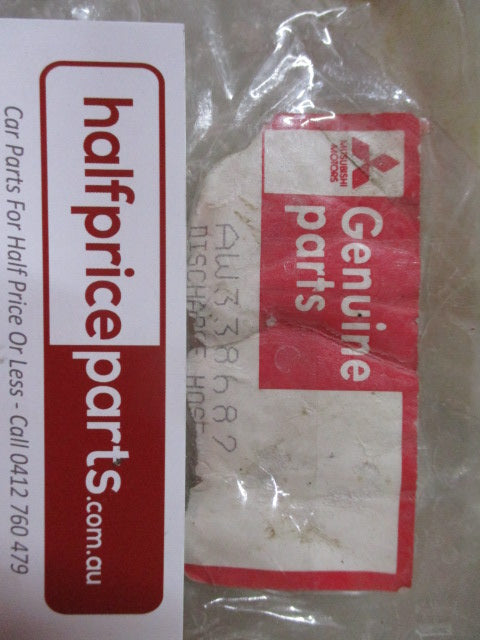 halfpriceparts.com.au
Car Parts For Half Price Or Less - Call 0412 760 479
MITSUBISHI
MOTORS
Genuine
parts
AW338682
DISCHARGE HOSE